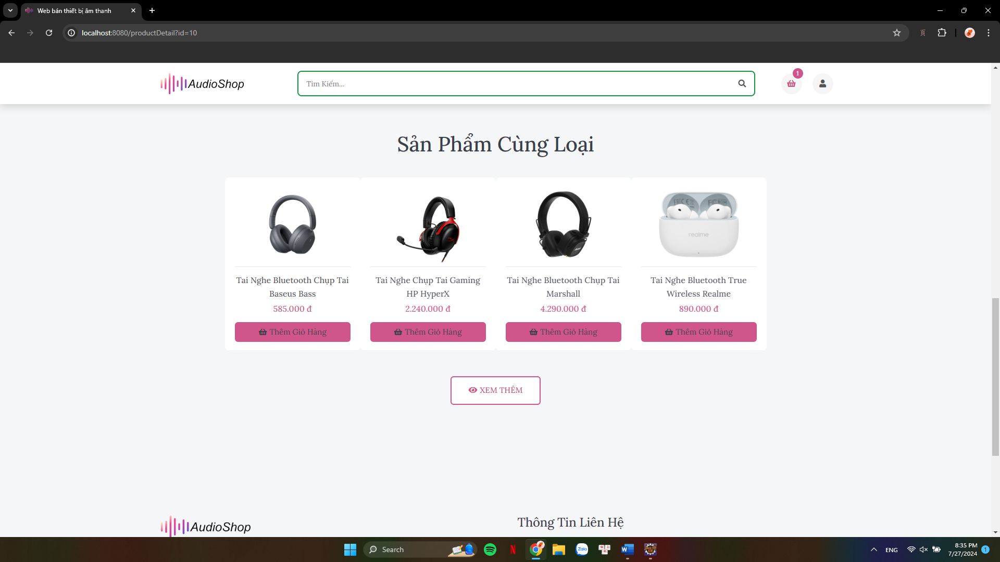 Web bán thiết bị âm thanh
localhost:8080/productDetail?id=10
AudioShop
Tìm Kiếm...
1
Sản Phẩm Cùng Loại
realme
Tai Nghe Bluetooth Chụp Tai
Baseus Bass
585.000 đ
Thêm Giỏ Hàng
Tai Nghe Chụp Tai Gaming
HP HyperX
2.240.000 đ
Thêm Giỏ Hàng
Tai Nghe Bluetooth Chụp Tai
Marshall
4.290.000 đ
Thêm Giỏ Hàng
Tai Nghe Bluetooth True
Wireless Realme
890.000 đ
Thêm Giỏ Hàng
XEM THÊM
AudioShop
Thông Tin Liên Hệ
Search
Zalo
ENG
8:35 PM
7/27/2024
1